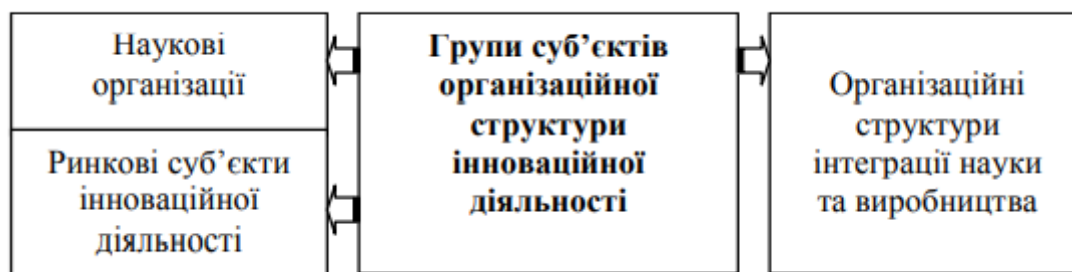 Наукові
організації
Ринкові суб’єкти
інноваційної
діяльності
Групи суб’єктів
організаційної
структури
інноваційної
діяльності
Організаційні
структури
інтеграції науки
та виробництва